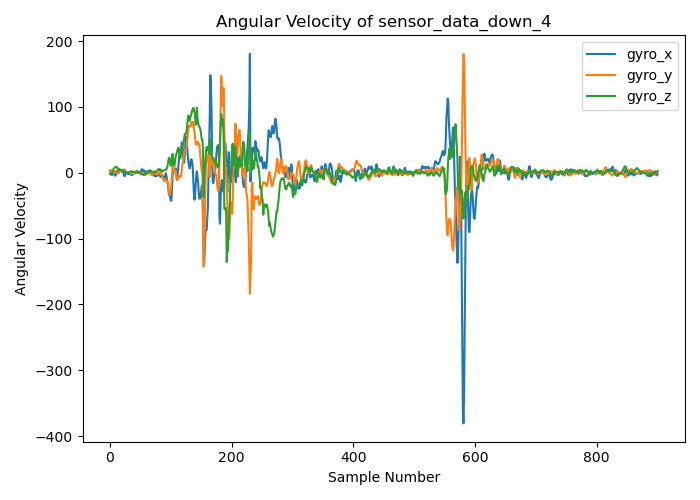 Angular Velocity of sensor_data_down_4
gyro_x
gyro_y
gyro_z
200
100
0
−100
−200
−300
−400
Angular Velocity
0
200
400
600
800
Sample Number